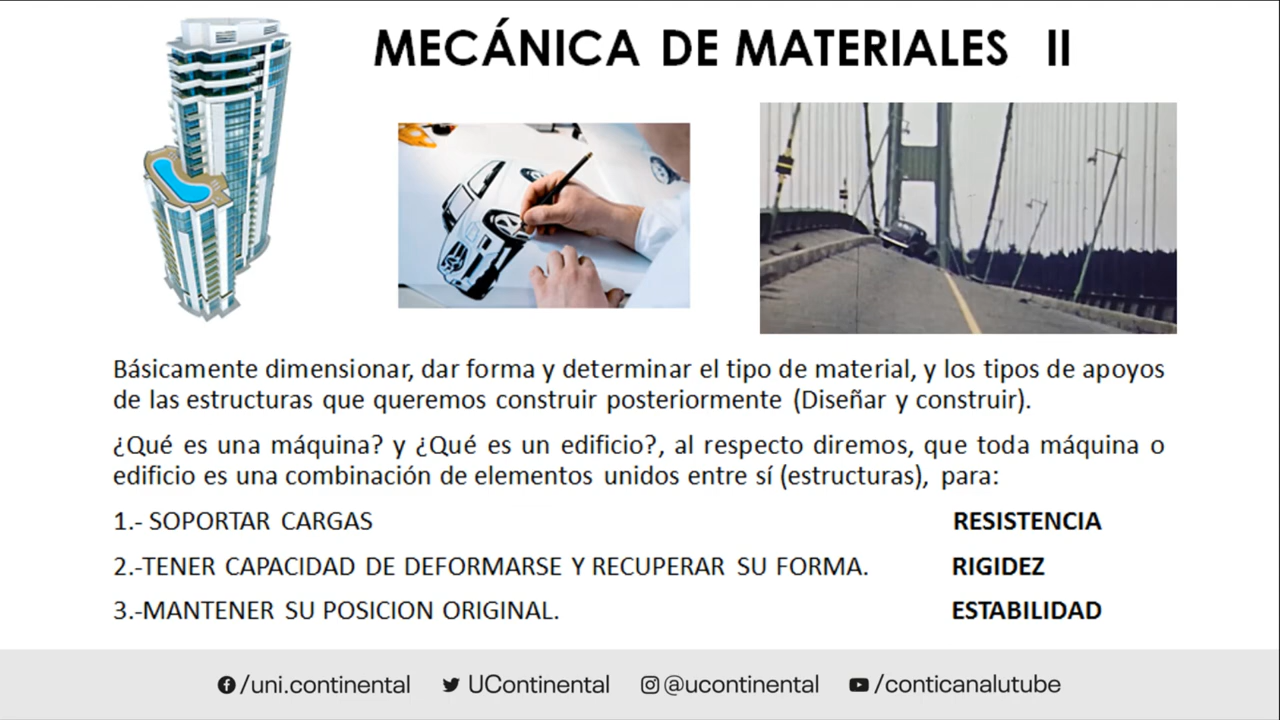 MECÁNICA DE MATERIALES II
Básicamente dimensionar, dar forma y determinar el tipo de material, y los tipos de apoyos
de las estructuras que queremos construir posteriormente (Diseñar y construir).
¿Qué es una máquina? y ¿Qué es un edificio?, al respecto diremos, que toda máquina o
edificio es una combinación de elementos unidos entre sí (estructuras), para:
1.- SOPORTAR CARGAS RESISTENCIA
2.-TENER CAPACIDAD DE DEFORMARSE Y RECUPERAR SU FORMA. RIGIDEZ
3.-MANTENER SU POSICION ORIGINAL. ESTABILIDAD
/uni.continental UContinental @ucontinental /conticanalutube